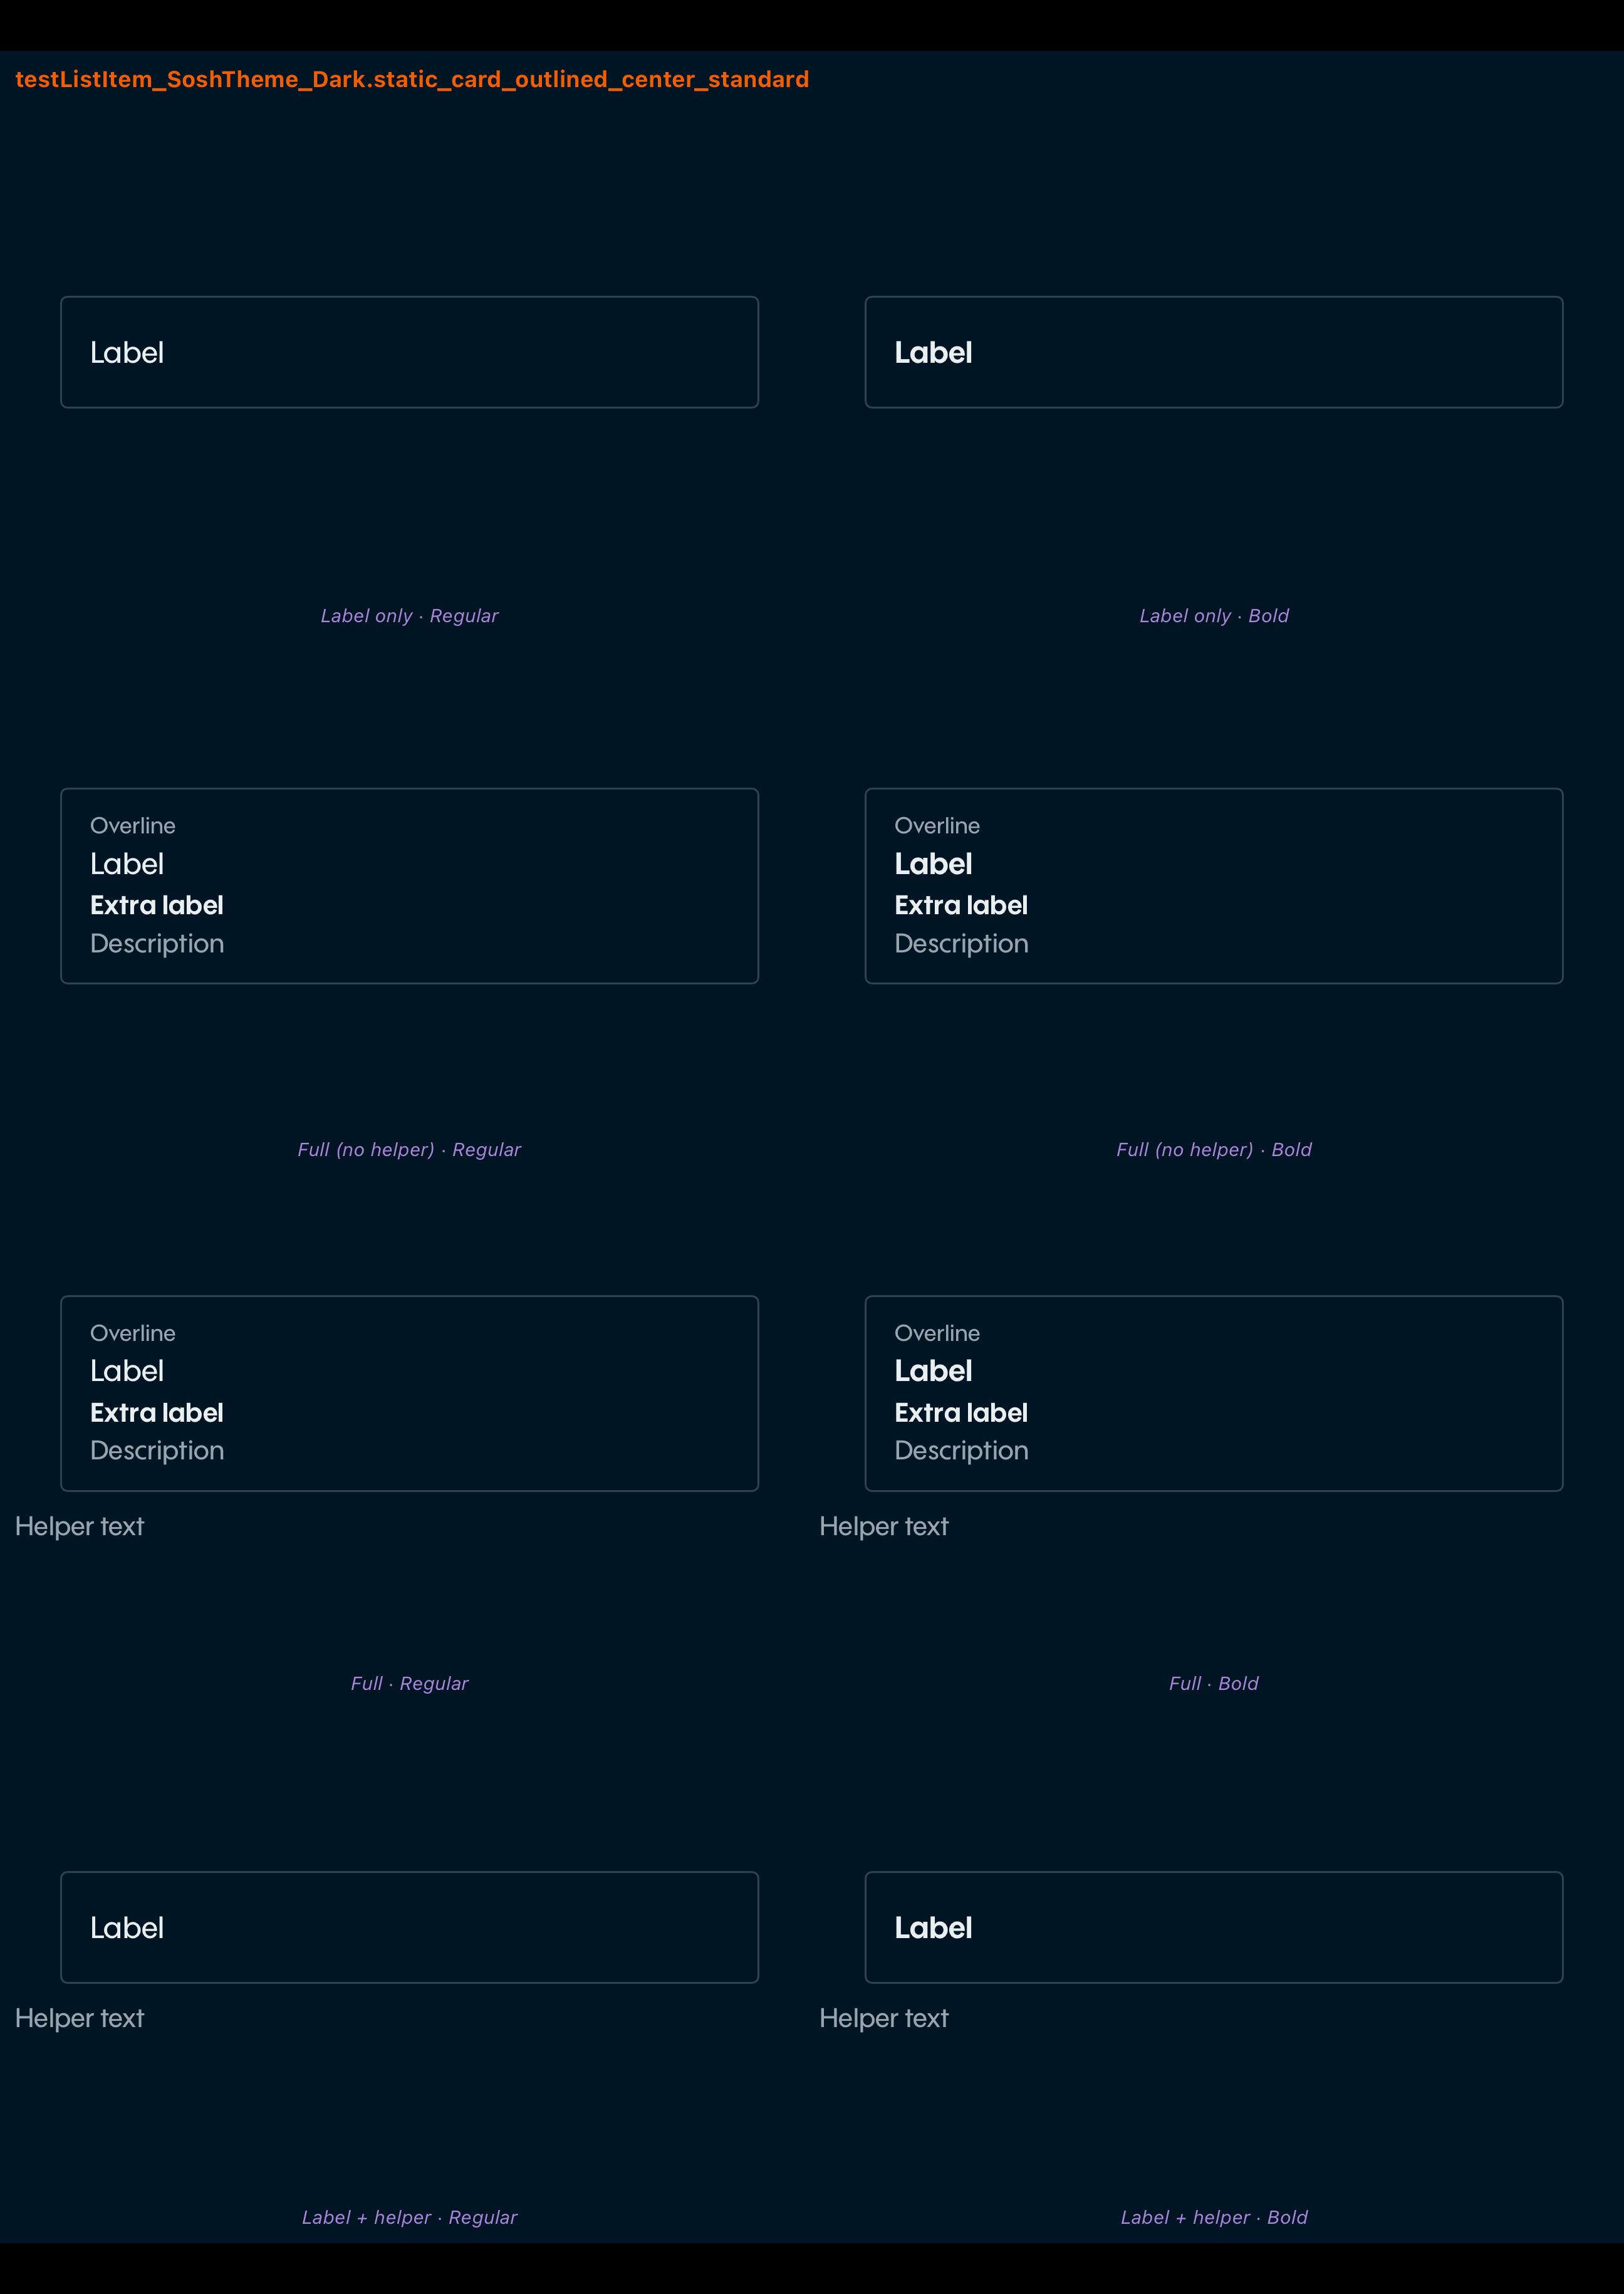 testListItem_SoshTheme_Dark.static_card_outlined_center_standard
Label
Label
Label only · Regular
Label only · Bold
Overline
Label
Extra label
Description
Overline
Label
Extra label
Description
Full (no helper) · Regular
Full (no helper) · Bold
Overline
Label
Extra label
Description
Helper text
Overline
Label
Extra label
Description
Helper text
Full · Regular
Full · Bold
Label
Helper text
Label
Helper text
Label + helper · Regular
Label + helper · Bold